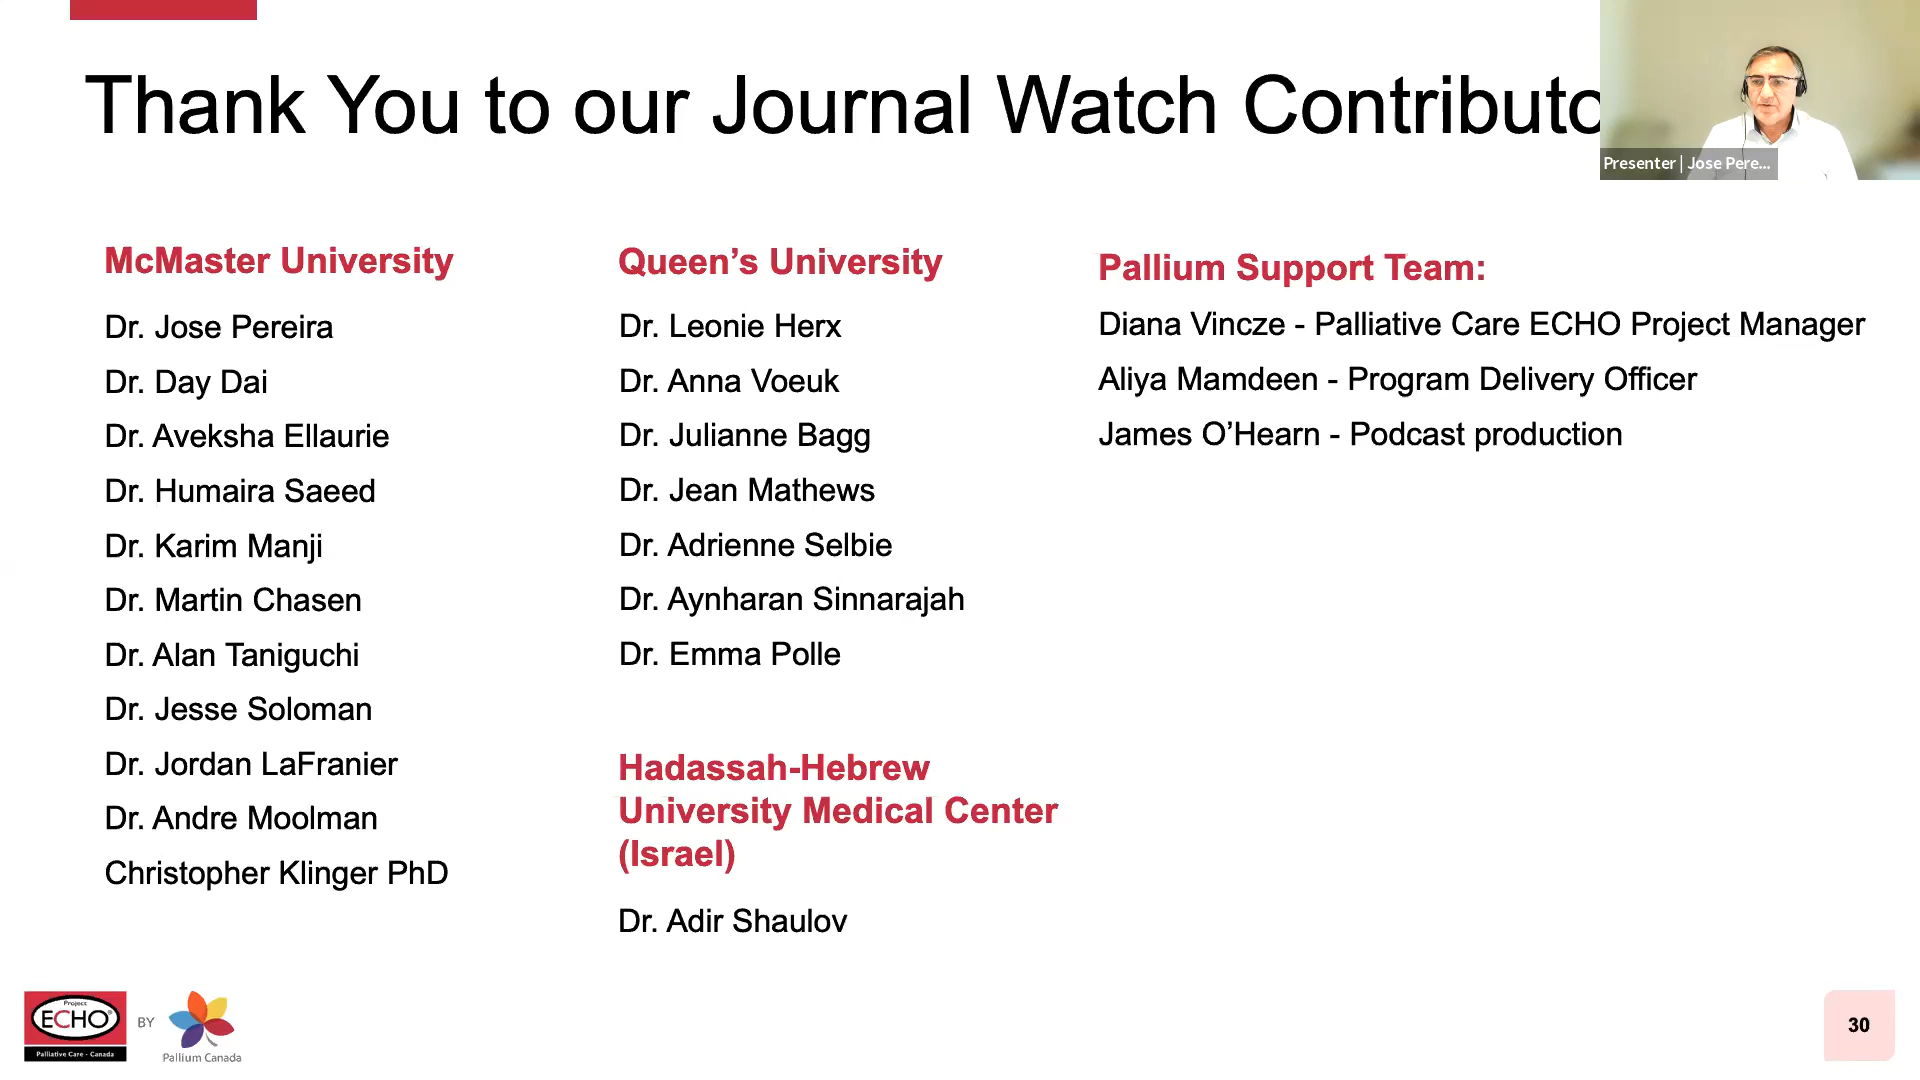 Thank You to our Journal Watch Contributo
Presenter | Jose Pere...
McMaster University
Dr. Jose Pereira
Dr. Day Dai
Dr. Aveksha Ellaurie
Dr. Humaira Saeed
Dr. Karim Manji
Dr. Martin Chasen
Dr. Alan Taniguchi
Dr. Jesse Soloman
Dr. Jordan LaFranier
Dr. Andre Moolman
Christopher Klinger PhD
Queen’s University
Dr. Leonie Herx
Dr. Anna Voeuk
Dr. Julianne Bagg
Dr. Jean Mathews
Dr. Adrienne Selbie
Dr. Aynharan Sinnarajah
Dr. Emma Polle
Hadassah-Hebrew
University Medical Center
(Israel)
Dr. Adir Shaulov
Pallium Support Team:
Diana Vincze - Palliative Care ECHO Project Manager
Aliya Mamdeen - Program Delivery Officer
James O’Hearn - Podcast production
Project
ECHO®
Palliative Care - Canada
BY
Pallium Canada
30